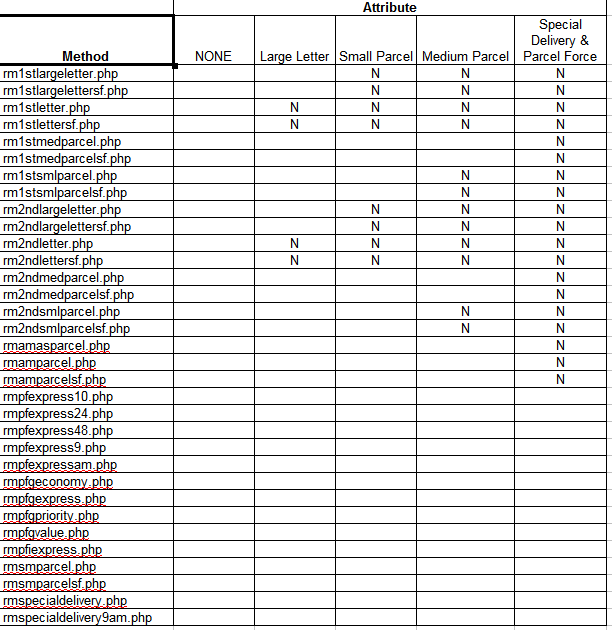 Attribute
Method NONE Large Letter Small Parcel Medium Parcel Special Delivery & Parcel Force
rm1stlargeletter.php N N N
rm1stlargelettersf.php N N N
rm1stletter.php N N N N
rm1stlettersf.php N N N N
rm1stmedparcel.php N
rm1stmedparcelsf.php N
rm1stsmlparcel.php N N
rm1stsmlparcelsf.php N N
rm2ndlargeletter.php N N N
rm2ndlargelettersf.php N N N
rm2ndletter.php N N N N
rm2ndlettersf.php N N N N
rm2ndmedparcel.php N
rm2ndmedparcelsf.php N
rm2ndsmlparcel.php N N
rm2ndsmlparcelsf.php N N
rmamasparcel.php N
rmamparcel.php N
rmamparcelsf.php N
rmpfexpress10.php
rmpfexpress24.php
rmpfexpress48.php
rmpfexpress9.php
rmpfexpressam.php
rmpfgeconomy.php
rmpfgexpress.php
rmpfgpriority.php
rmpfgvalue.php
rmpfiexpress.php
rmsmparcel.php
rmsmparcelsf.php
rmspecialdelivery.php
rmspecialdelivery9am.php